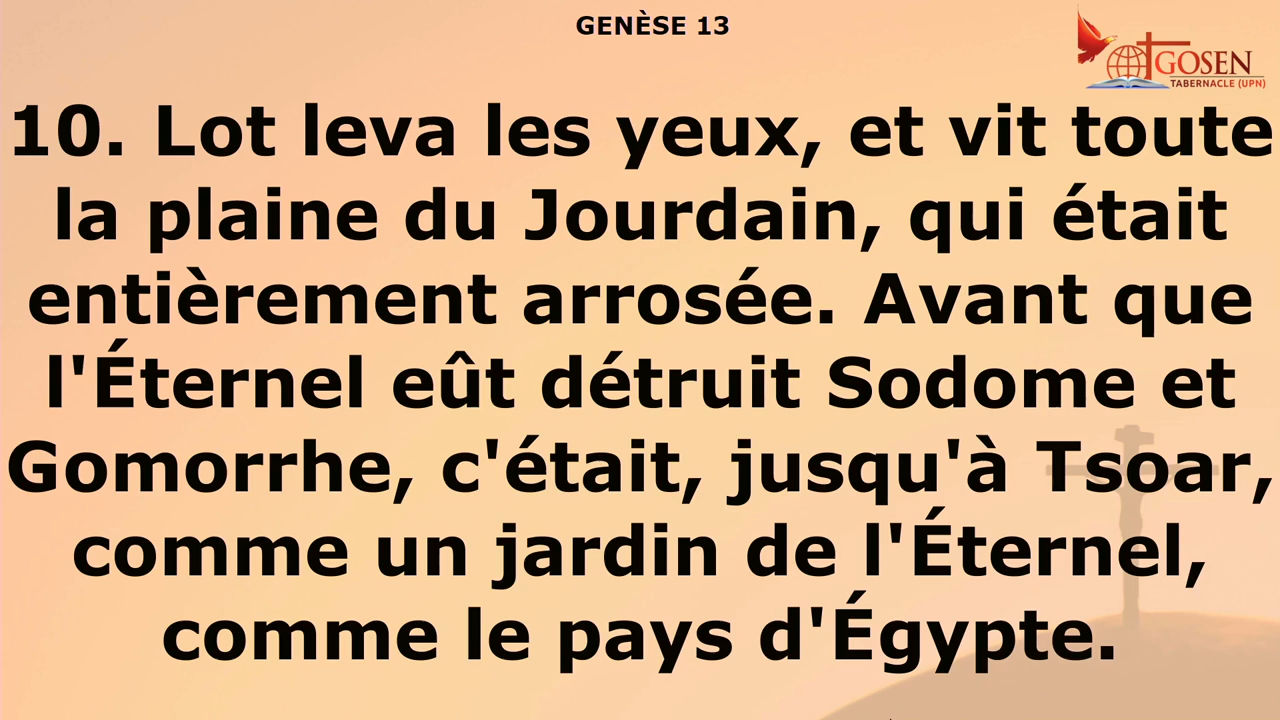 GENÈSE 13
GOSEN
TABERNACLE (UPN)
10. Lot leva les yeux, et vit toute
la plaine du Jourdain, qui était
entièrement arrosée. Avant que
l'Éternel eût détruit Sodome et
Gomorrhe, c'était, jusqu'à Tsoar,
comme un jardin de l'Éternel,
comme le pays d'Égypte.